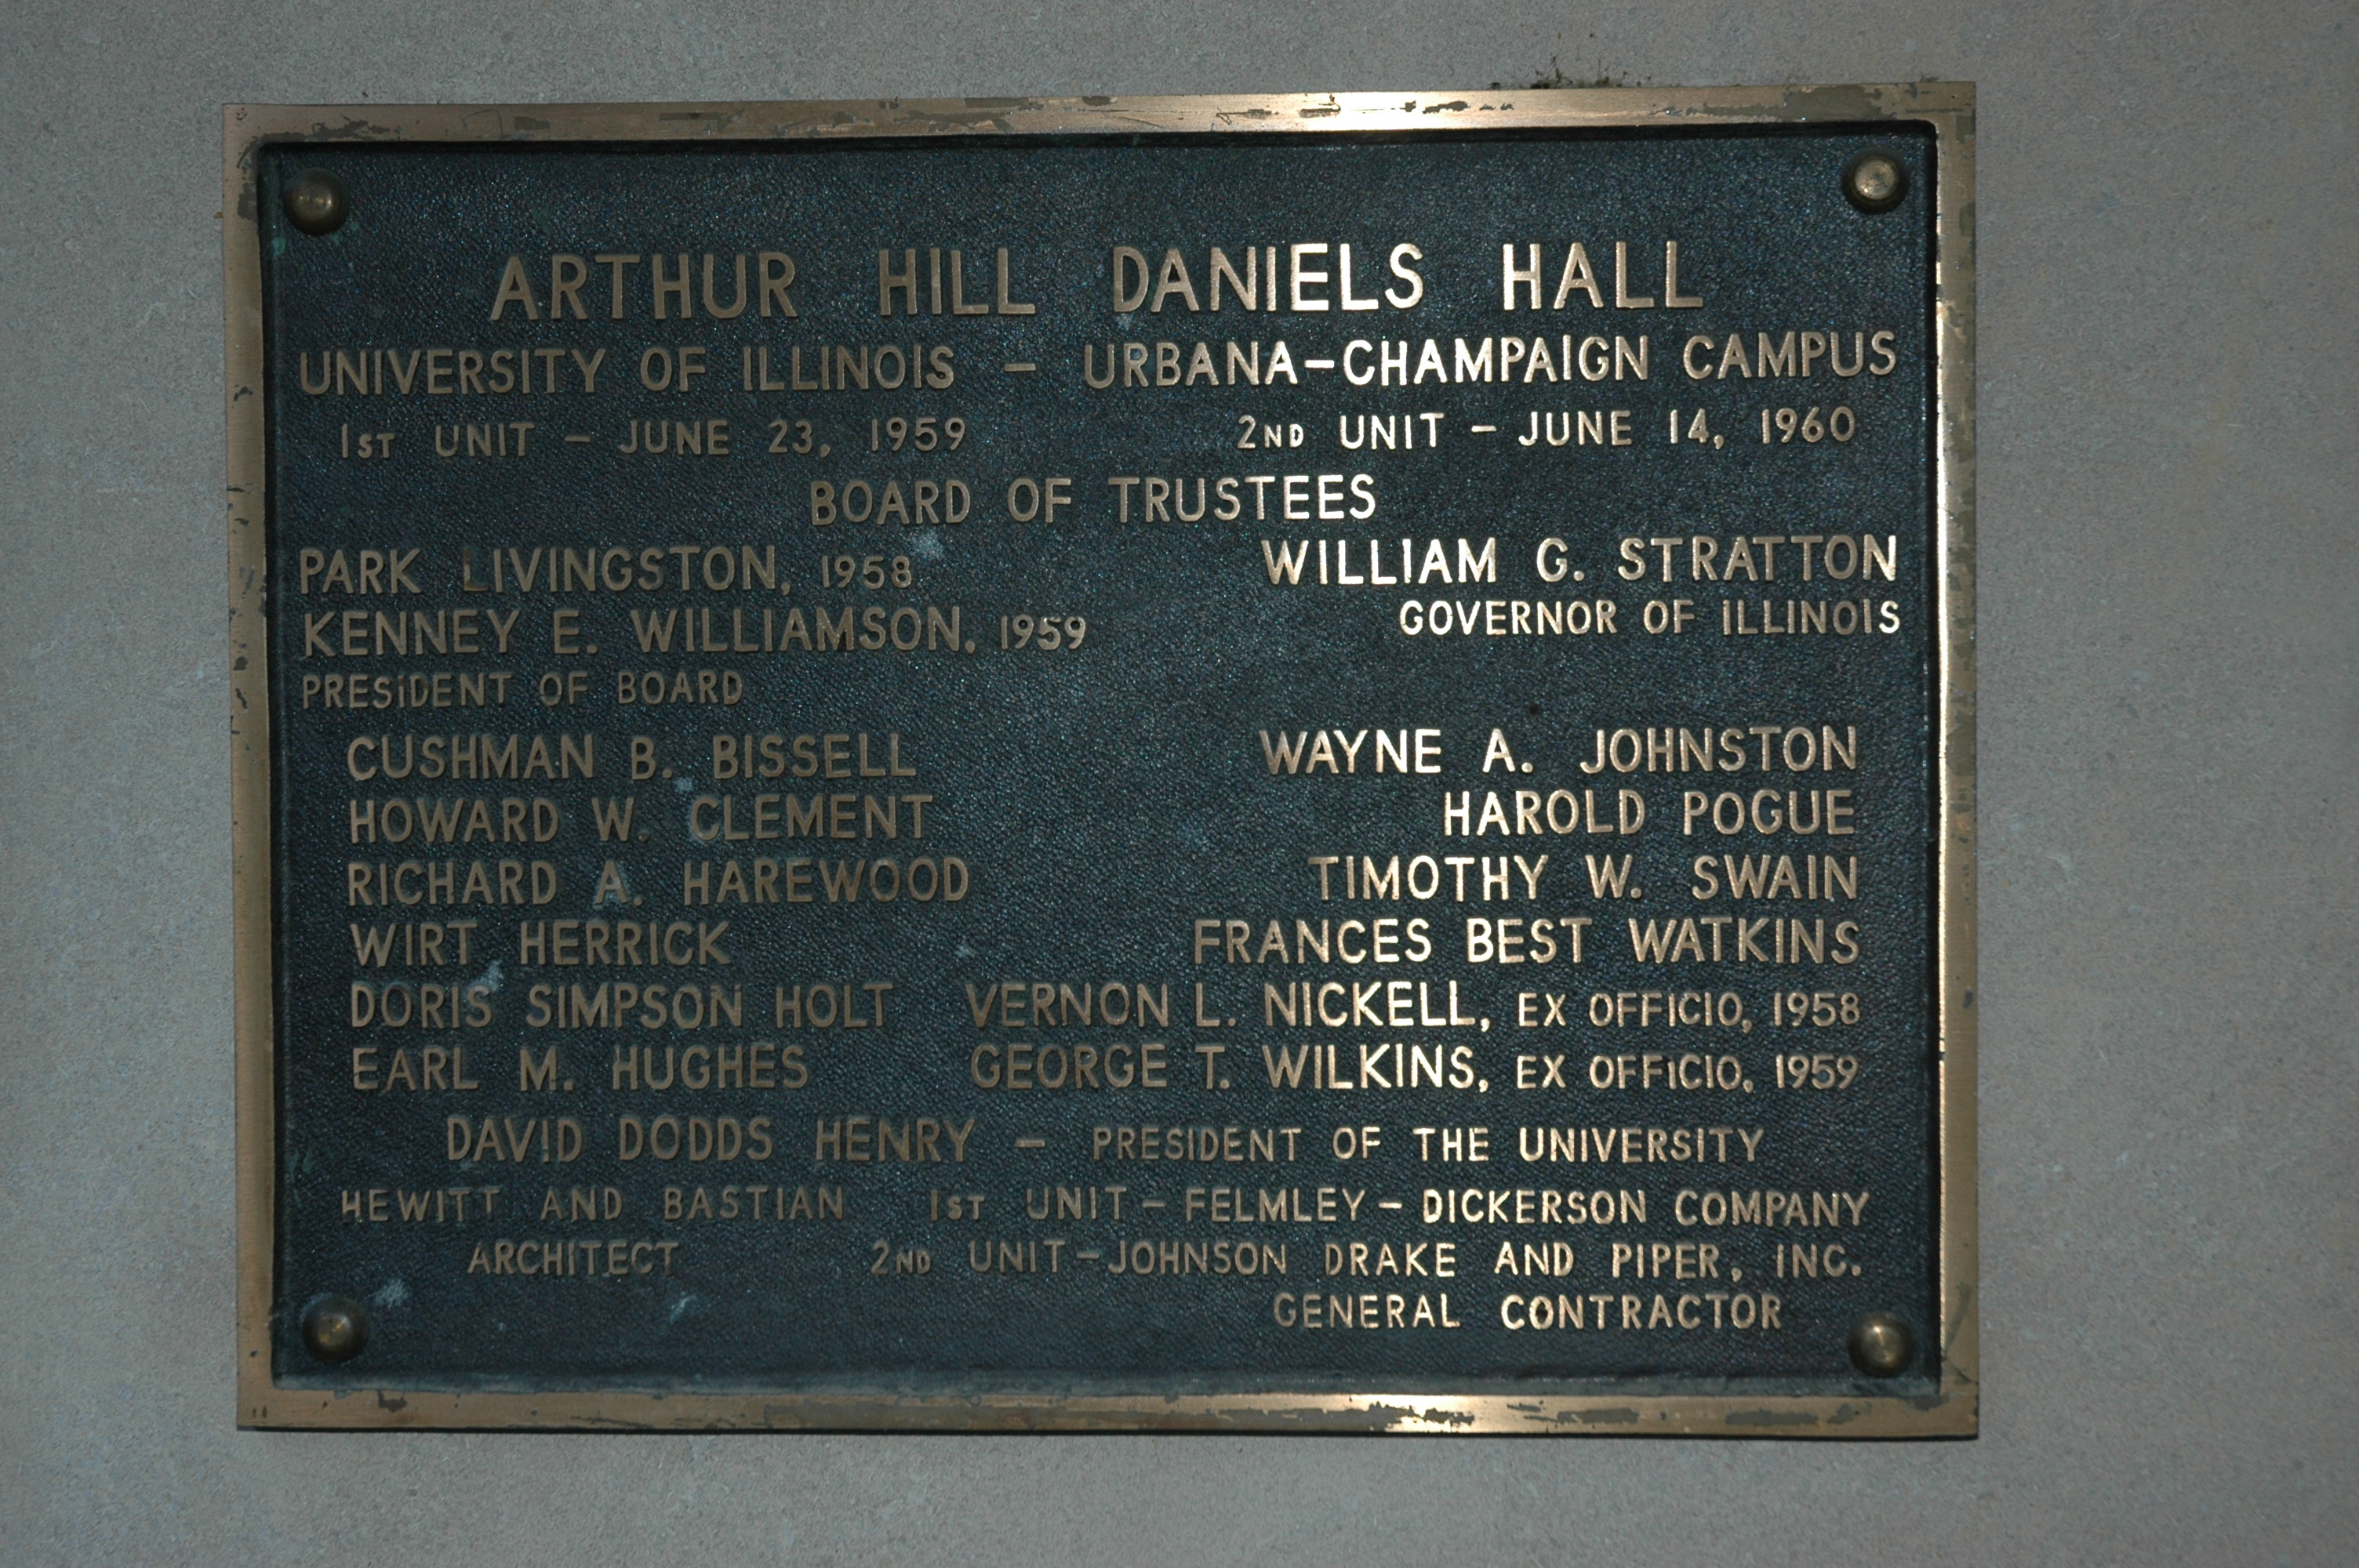 ARTHUR HILL DANIELS HALL
UNIVERSITY OF ILLINOIS – URBANA-CHAMPAIGN CAMPUS
1ST UNIT – JUNE 23, 1959 2ND UNIT – JUNE 14, 1960
BOARD OF TRUSTEES
PARK LIVINGSTON, 1958 WILLIAM G. STRATTON
KENNEY E. WILLIAMSON, 1959 GOVERNOR OF ILLINOIS
PRESIDENT OF BOARD
CUSHMAN B. BISSELL WAYNE A. JOHNSTON
HOWARD W. CLEMENT HAROLD POGUE
RICHARD A. HAREWOOD TIMOTHY W. SWAIN
WIRT HERRICK FRANCES BEST WATKINS
DORIS SIMPSON HOLT VERNON L. NICKELL, EX OFFICIO, 1958
EARL M. HUGHES GEORGE T. WILKINS, EX OFFICIO, 1959
DAVID DODDS HENRY – PRESIDENT OF THE UNIVERSITY
HEWITT AND BASTIAN 1ST UNIT – FELMLEY – DICKERSON COMPANY
ARCHITECT 2ND UNIT – JOHNSON DRAKE AND PIPER, INC.
GENERAL CONTRACTOR